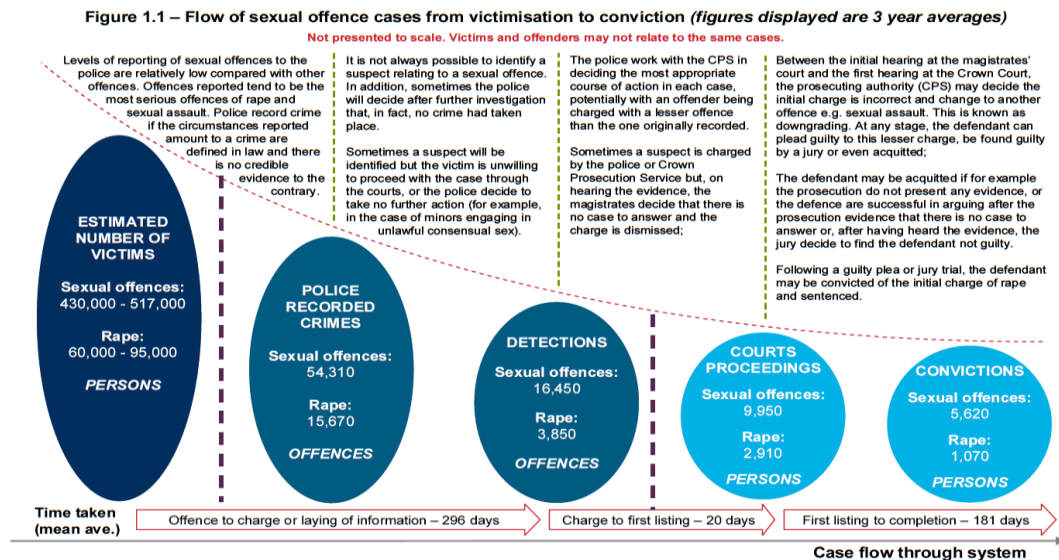 Figure 1.1 – Flow of sexual offence cases from victimisation to conviction (figures displayed are 3 year averages)
Not presented to scale. Victims and offenders may not relate to the same cases.
Levels of reporting of sexual offences to the
police are relatively low compared with other
offences. Offences reported tend to be the
most serious offences of rape and
sexual assault. Police record crime
if the circumstances reported
amount to a crime are
defined in law and there
is no credible
evidence to the
contrary.
It is not always possible to identify a
suspect relating to a sexual offence.
In addition, sometimes the police
will decide after further investigation
that, in fact, no crime had taken
place.
Sometimes a suspect will be
identified but the victim is unwilling
to proceed with the case through
the courts, or the police decide to
take no further action (for example,
in the case of minors engaging in
unlawful consensual sex).
The police work with the CPS in
deciding the most appropriate
course of action in each case,
potentially with an offender being
charged with a lesser offence
than the one originally recorded.
Sometimes a suspect is charged
by the police or Crown
Prosecution Service but, on
hearing the evidence, the
magistrates decide that there is
no case to answer and the
charge is dismissed;
Between the initial hearing at the magistrates'
court and the first hearing at the Crown Court,
the prosecuting authority (CPS) may decide the
initial charge is incorrect and change to another
offence e.g. sexual assault. This is known as
downgrading. At any stage, the defendant can
plead guilty to this lesser charge, be found guilty
by a jury or even acquitted;
The defendant may be acquitted if for example
the prosecution do not present any evidence, or
the defence are successful in arguing after the
prosecution evidence that there is no case to
answer or, after having heard the evidence, the
jury decide to find the defendant not guilty.
Following a guilty plea or jury trial, the defendant
may be convicted of the initial charge of rape
and sentenced.
ESTIMATED
NUMBER OF
VICTIMS
Sexual offences:
430,000 - 517,000
Rape:
60,000 - 95,000
PERSONS
POLICE
RECORDED
CRIMES
Sexual offences:
54,310
Rape:
15,670
OFFENCES
DETECTIONS
Sexual offences:
16,450
Rape:
3,850
OFFENCES
COURTS
PROCEEDINGS
Sexual offences:
9,950
Rape:
2,910
PERSONS
CONVICTIONS
Sexual offences:
5,620
Rape:
1,070
PERSONS
Time taken
(mean ave.)
Offence to charge or laying of information – 296 days
Charge to first listing – 20 days
First listing to completion – 181 days
Case flow through system